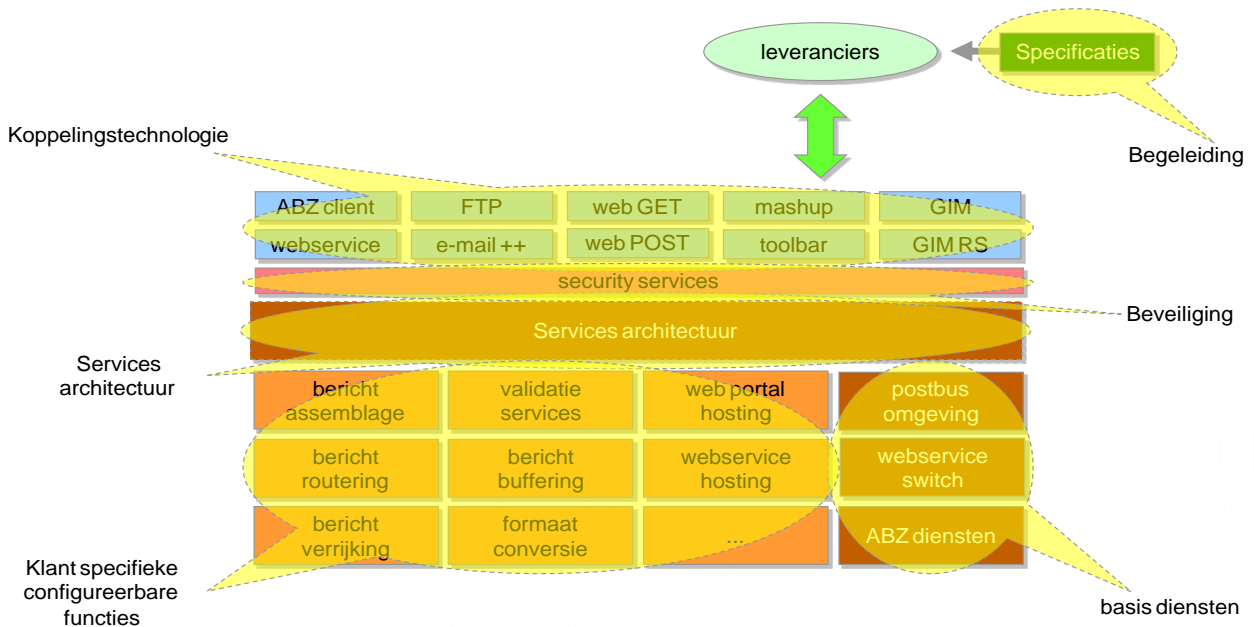 leveranciers
Specificaties
Koppelingstechnologie
Begeleiding
ABZ client
FTP
web GET
mashup
GIM
webservice
e-mail ++
web POST
toolbar
GIM RS
security services
Beveiliging
Services architectuur
Services
architectuur
bericht
assemblage
validatie
services
web portal
hosting
postbus
omgeving
bericht
routering
bericht
buffering
webservice
hosting
webservice
switch
bericht
verrijking
formaat
conversie
...
ABZ diensten
Klant specifieke
configureerbare
functies
basis diensten